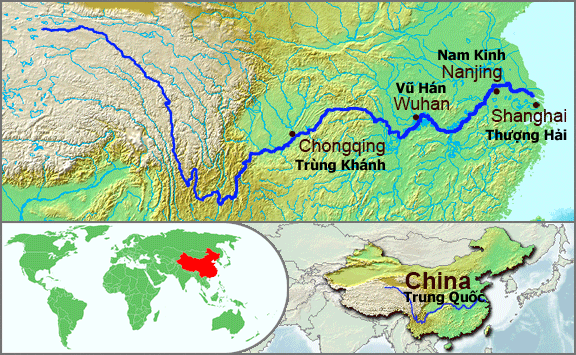 Nam Kinh
Nanjing
Vũ Hán
Wuhan
Shanghai
Thượng Hải
Chongqing
Trùng Khánh
China
Trung Quốc